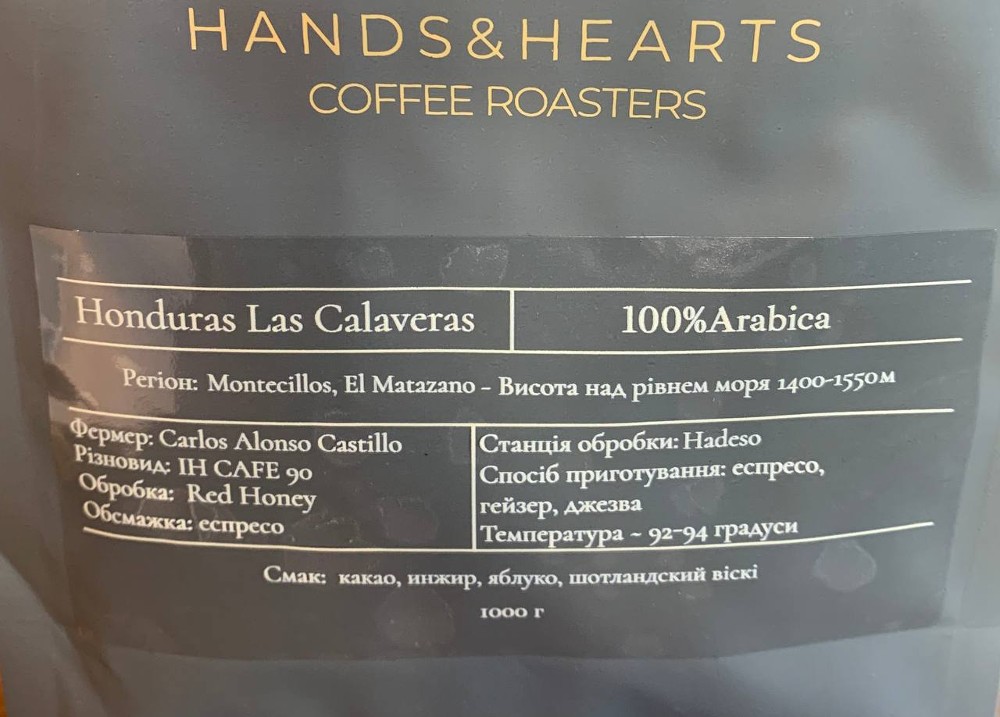 HANDS&HEARTS
COFFEE ROASTERS
Honduras Las Calaveras
100%Arabica
Регіон: Montecillos, El Matazano - Висота над рівнем моря 1400-1550м
Фермер: Carlos Alonso Castillo
Різновид: IH CAFE 90
Обробка: Red Honey
Обсмажка: еспресо
Станція обробки: Hadeso
Спосіб приготування: еспресо,
гейзер, джезва
Температура ~ 92-94 градуси
Смак: какао, инжир, яблуко, шотландский віскі
1000 г